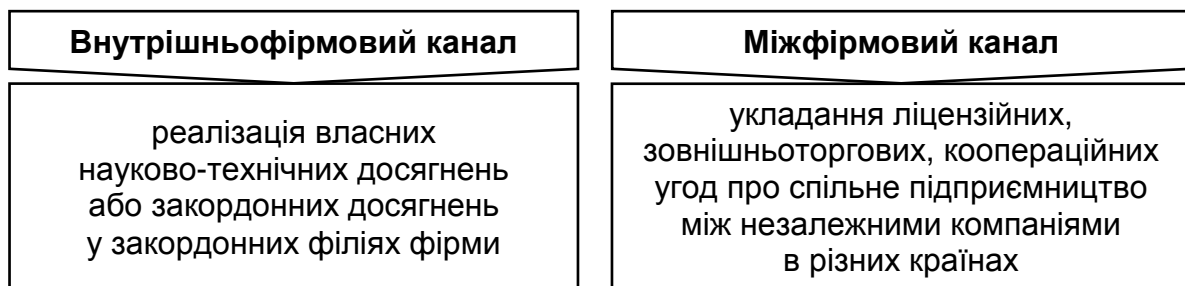 Внутрішньофірмовий канал
реалізація власних
науково-технічних досягнень
або закордонних досягнень
у закордонних філіях фірми
Міжфірмовий канал
укладання ліцензійних,
зовнішньоторгових, коопераційних
угод про спільне підприємництво
між незалежними компаніями
в різних країнах